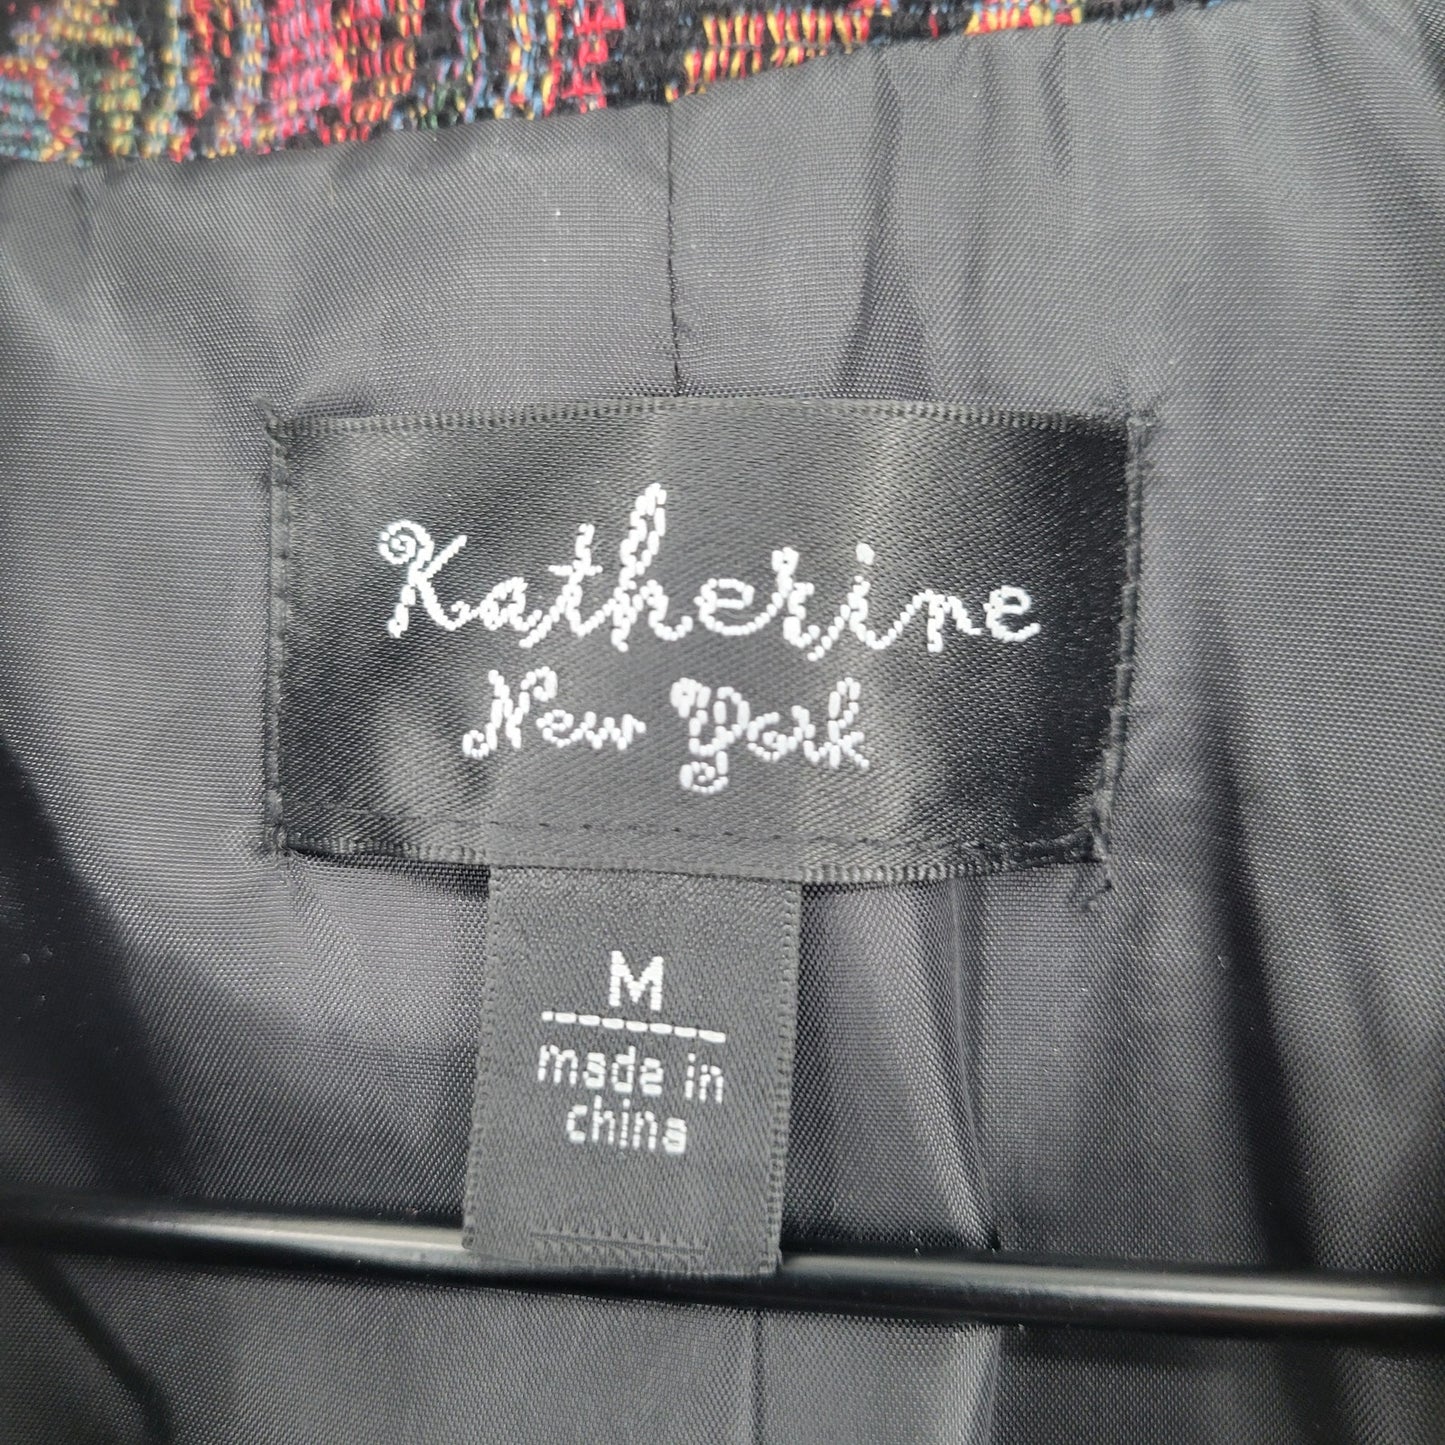 Katherine
New York
M
made in
china